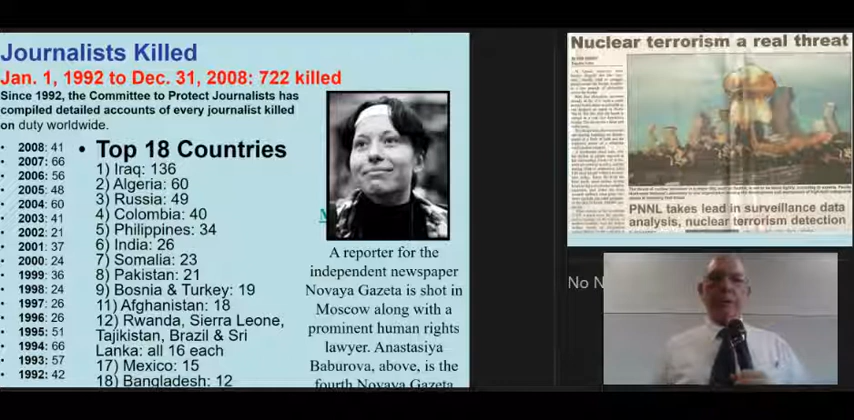 Journalists Killed
Jan. 1, 1992 to Dec. 31, 2008: 722 killed
Since 1992, the Committee to Protect Journalists has
compiled detailed accounts of every journalist killed
on duty worldwide.
• 2008: 41
• 2007: 66
• 2006: 56
• 2005: 48
• 2004: 60
• 2003: 41
• 2002: 21
• 2001: 37
• 2000: 24
• 1999: 36
• 1998: 24
• 1997: 26
• 1996: 26
• 1995: 51
• 1994: 66
• 1993: 57
• 1992: 42
• Top 18 Countries
1) Iraq: 136
2) Algeria: 60
3) Russia: 49
4) Colombia: 40
5) Philippines: 34
6) India: 26
7) Somalia: 23
8) Pakistan: 21
9) Bosnia & Turkey: 19
11) Afghanistan: 18
12) Rwanda, Sierra Leone,
Tajikistan, Brazil & Sri
Lanka: all 16 each
17) Mexico: 15
18) Bangladesh: 12
A reporter for the
independent newspaper
Novaya Gazeta is shot in
Moscow along with a
prominent human rights
lawyer. Anastasiya
Baburova, above, is the
fourth Novaya Gazeta
Nuclear terrorism a real threat
PNNL takes lead in surveillance data
analysis, nuclear terrorism detection
No N